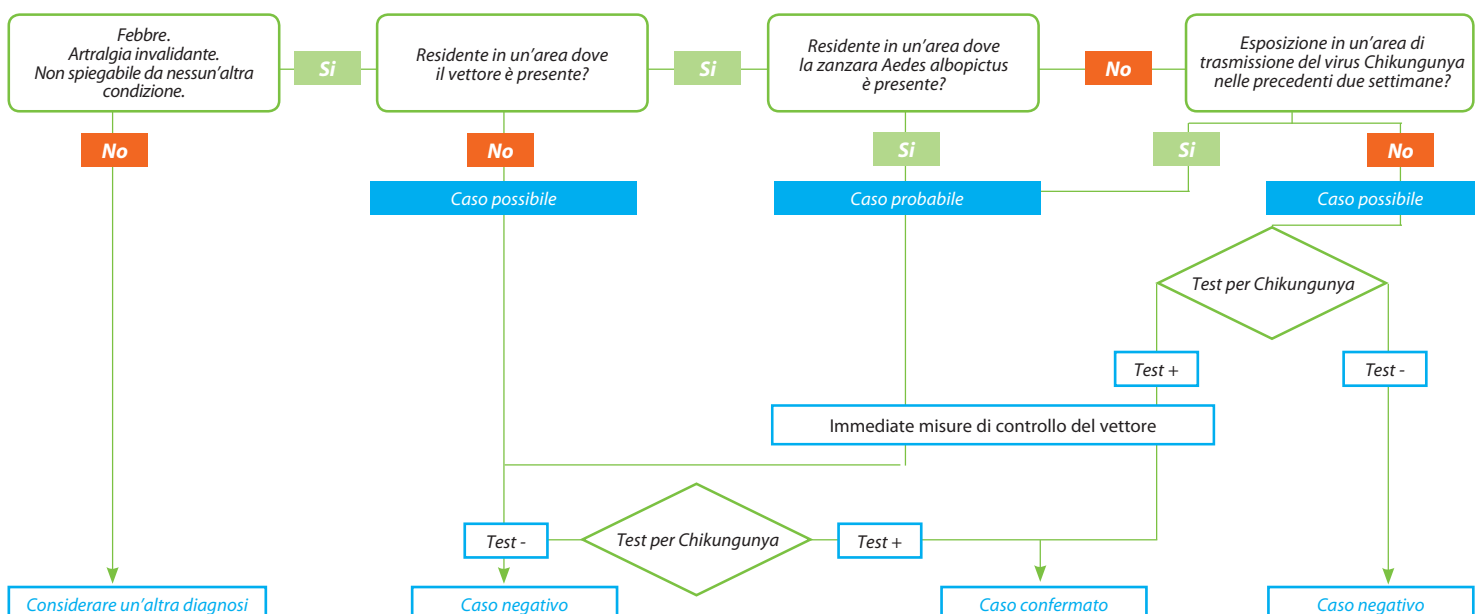 Febbre.
Artralgia invalidante.
Non spiegabile da nessun'altra
condizione.
Si
Residente in un'area dove
il vettore è presente?
Si
Residente in un'area dove
la zanzara Aedes albopictus
è presente?
No
Esposizione in un'area di
trasmissione del virus Chikungunya
nelle precedenti due settimane?
No
No
Si
Si
No
Caso possibile
Caso probabile
Caso possibile
Test per Chikungunya
Test +
Test -
Immediate misure di controllo del vettore
Test -
Test per Chikungunya
Test +
Considerare un'altra diagnosi
Caso negativo
Caso confermato
Caso negativo